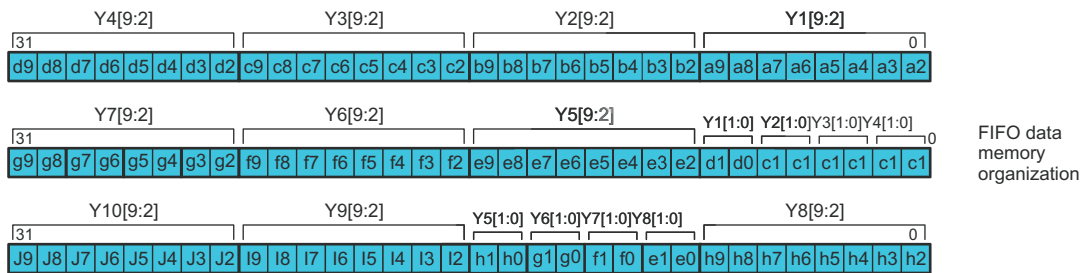 Y4[9:2] Y3[9:2] Y2[9:2] Y1[9:2]
31 0
d9 d8 d7 d6 d5 d4 d3 d2 c9 c8 c7 c6 c5 c4 c3 c2 b9 b8 b7 b6 b5 b4 b3 b2 a9 a8 a7 a6 a5 a4 a3 a2
Y7[9:2] Y6[9:2] Y5[9:2] Y1[1:0] Y2[1:0] Y3[1:0] Y4[1:0]
31 0
g9 g8 g7 g6 g5 g4 g3 g2 f9 f8 f7 f6 f5 f4 f3 f2 e9 e8 e7 e6 e5 e4 e3 e2 d1 d0 c1 c1 c1 c1 c1 c1
FIFO data
memory
organization
Y10[9:2] Y9[9:2] Y5[1:0] Y6[1:0] Y7[1:0] Y8[1:0] Y8[9:2]
31 0
J9 J8 J7 J6 J5 J4 J3 J2 I9 I8 I7 I6 I5 I4 I3 I2 h1 h0 g1 g0 f1 f0 e1 e0 h9 h8 h7 h6 h5 h4 h3 h2